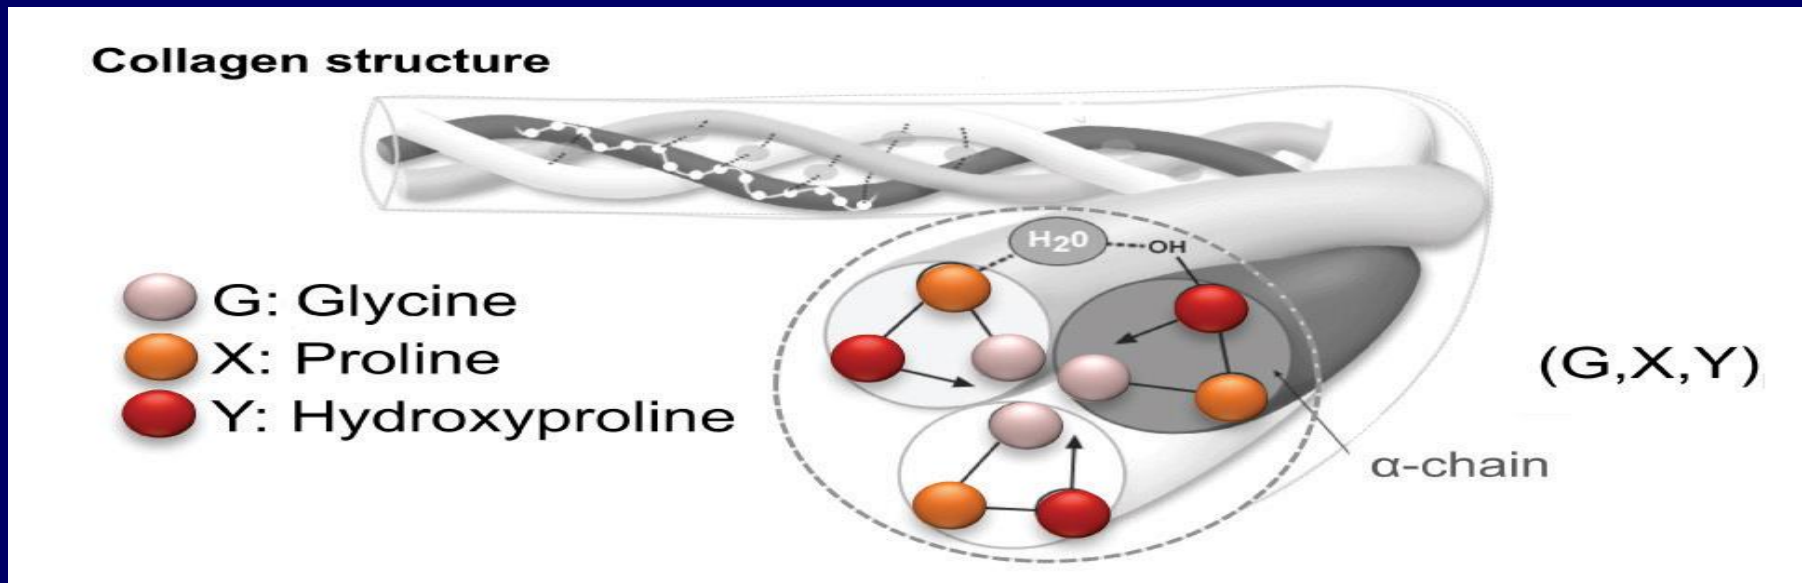 Collagen structure
H20
OH
G: Glycine
X: Proline
Y: Hydroxyproline
(G,X,Y)
α-chain